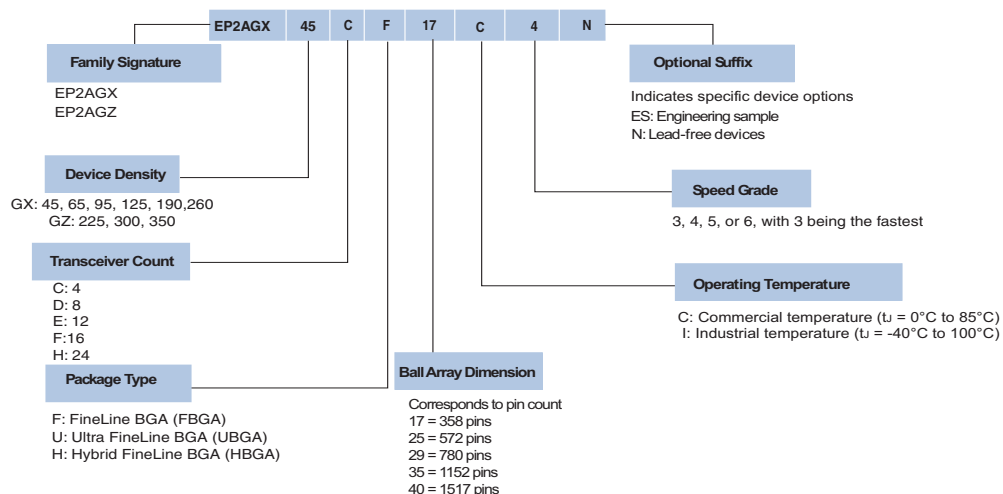 EP2AGX 45 C F 17 C 4 N
Family Signature
EP2AGX
EP2AGZ
Optional Suffix
Indicates specific device options
ES: Engineering sample
N: Lead-free devices
Device Density
GX: 45, 65, 95, 125, 190,260
GZ: 225, 300, 350
Speed Grade
3, 4, 5, or 6, with 3 being the fastest
Transceiver Count
C: 4
D: 8
E: 12
F:16
H: 24
Operating Temperature
C: Commercial temperature (tJ = 0°C to 85°C)
I: Industrial temperature (tJ = -40°C to 100°C)
Package Type
F: FineLine BGA (FBGA)
U: Ultra FineLine BGA (UBGA)
H: Hybrid FineLine BGA (HBGA)
Ball Array Dimension
Corresponds to pin count
17 = 358 pins
25 = 572 pins
29 = 780 pins
35 = 1152 pins
40 = 1517 pins